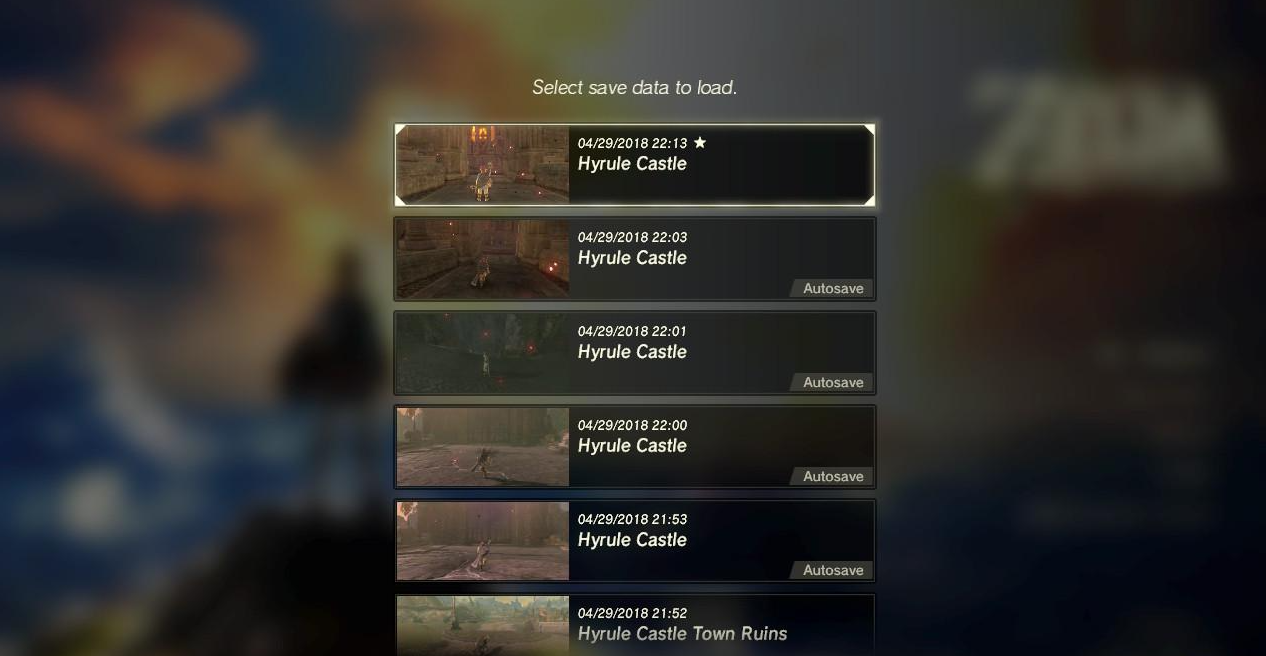 Select save data to load.
04/29/2018 22:13 ★
Hyrule Castle
04/29/2018 22:03
Hyrule Castle
Autosave
04/29/2018 22:01
Hyrule Castle
Autosave
04/29/2018 22:00
Hyrule Castle
Autosave
04/29/2018 21:53
Hyrule Castle
Autosave
04/29/2018 21:52
Hyrule Castle Town Ruins